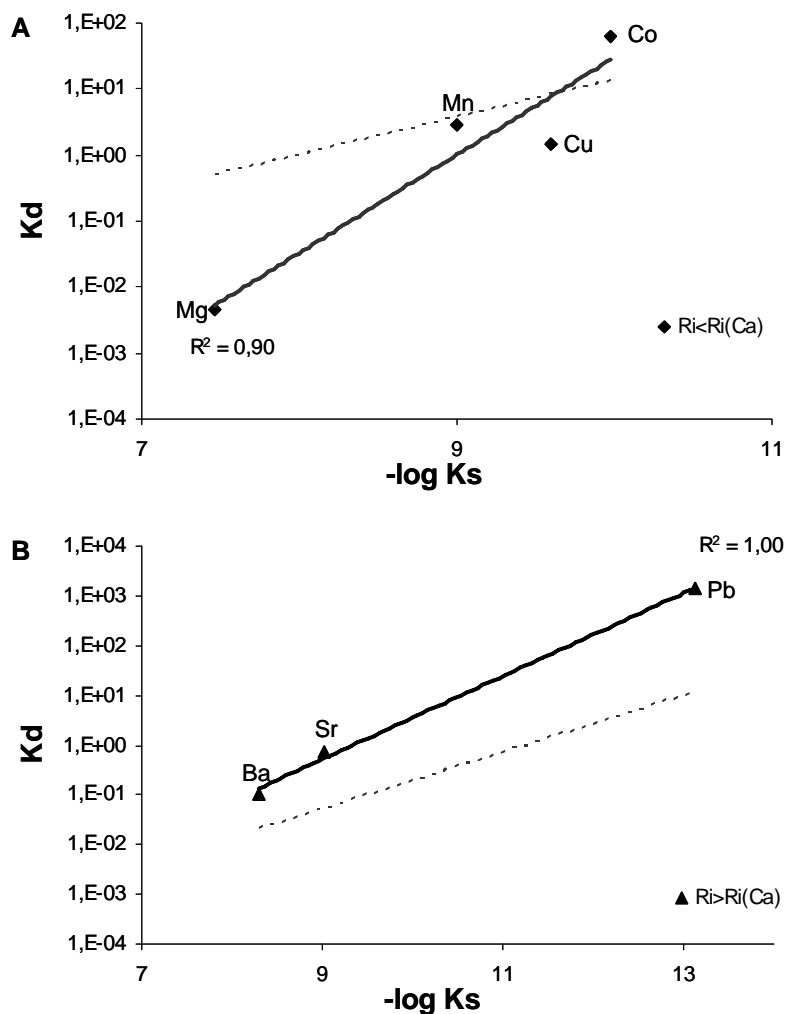 A
1,E+02
1,E+01
1,E+00
1,E-01
1,E-02
1,E-03
1,E-04
Kd
Co
Mn
Cu
Mg
R² = 0,90
Ri<Ri(Ca)
7 9 11
-log Ks
B
1,E+04
1,E+03
1,E+02
1,E+01
1,E+00
1,E-01
1,E-02
1,E-03
1,E-04
Kd
R² = 1,00
Pb
Sr
Ba
Ri>Ri(Ca)
7 9 11 13
-log Ks